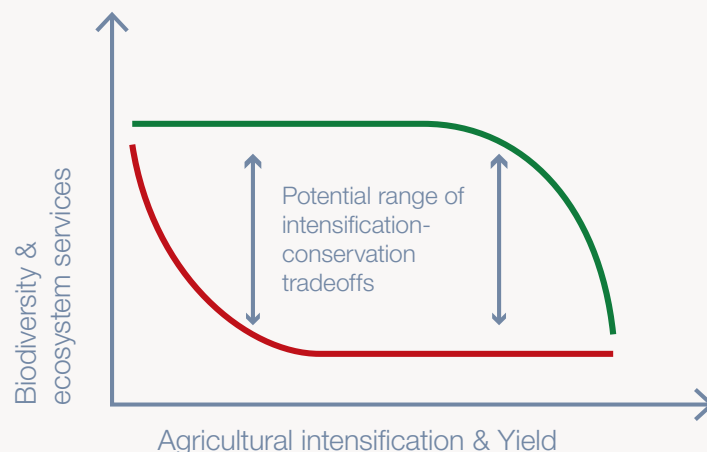 Biodiversity &
ecosystem services
Potential range of
intensification-
conservation
tradeoffs
Agricultural intensification & Yield